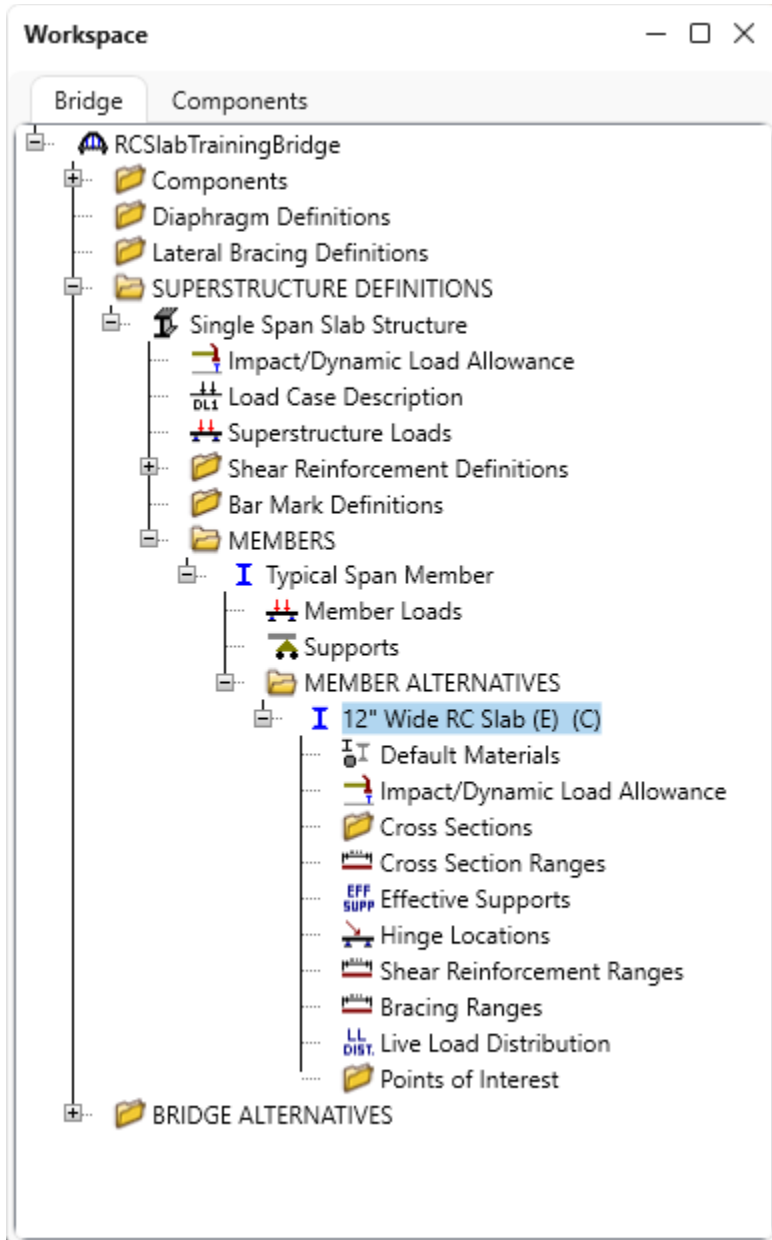 Workspace
Bridge Components
RCSlabTrainingBridge
Components
Diaphragm Definitions
Lateral Bracing Definitions
SUPERSTRUCTURE DEFINITIONS
Single Span Slab Structure
Impact/Dynamic Load Allowance
DL1 Load Case Description
Superstructure Loads
Shear Reinforcement Definitions
Bar Mark Definitions
MEMBERS
Typical Span Member
Member Loads
Supports
MEMBER ALTERNATIVES
12" Wide RC Slab (E) (C)
Default Materials
Impact/Dynamic Load Allowance
Cross Sections
Cross Section Ranges
EFF SUPP Effective Supports
Hinge Locations
Shear Reinforcement Ranges
Bracing Ranges
LL DIST. Live Load Distribution
Points of Interest
BRIDGE ALTERNATIVES